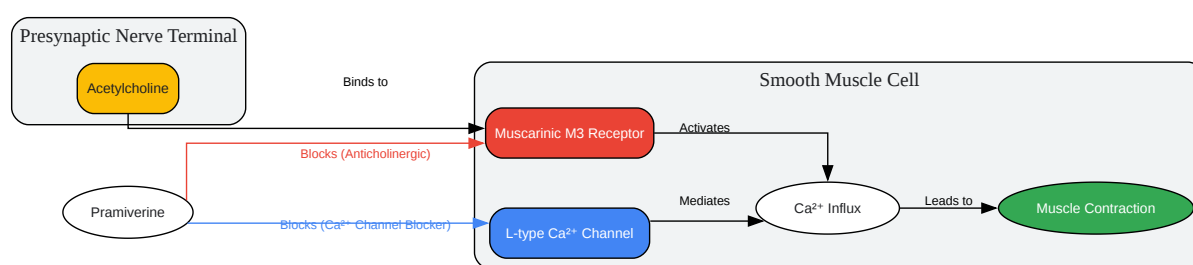 Presynaptic Nerve Terminal
Acetylcholine
Binds to
Smooth Muscle Cell
Muscarinic M3 Receptor
Activates
Blocks (Anticholinergic)
Pramiverine
Blocks (Ca²⁺ Channel Blocker)
L-type Ca²⁺ Channel
Mediates
Ca²⁺ Influx
Leads to
Muscle Contraction